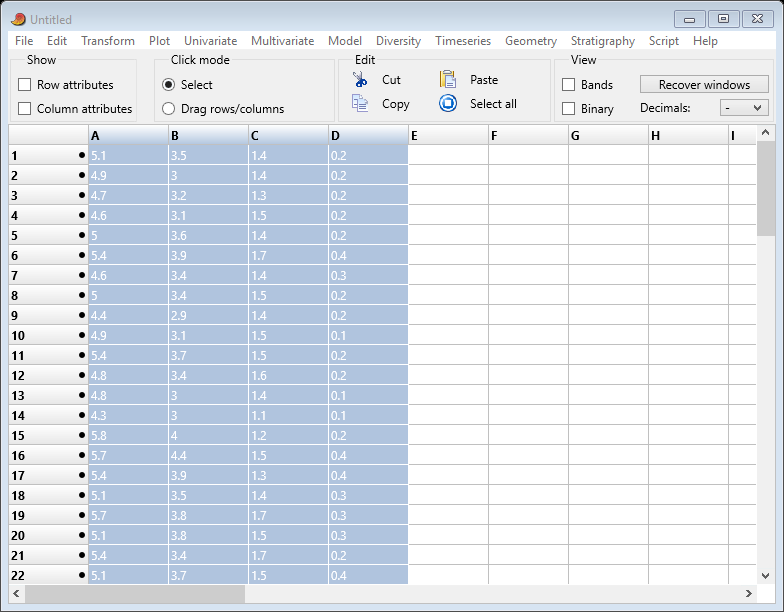 Untitled
File Edit Transform Plot Univariate Multivariate Model Diversity Timeseries Geometry Stratigraphy Script Help
Show Click mode Edit View
Row attributes Select Cut Paste Bands Recover windows
Column attributes Drag rows/columns Copy Select all Binary Decimals: -
A B C D E F G H I
1 • 5.1 3.5 1.4 0.2
2 • 4.9 3 1.4 0.2
3 • 4.7 3.2 1.3 0.2
4 • 4.6 3.1 1.5 0.2
5 • 5 3.6 1.4 0.2
6 • 5.4 3.9 1.7 0.4
7 • 4.6 3.4 1.4 0.3
8 • 5 3.4 1.5 0.2
9 • 4.4 2.9 1.4 0.2
10 • 4.9 3.1 1.5 0.1
11 • 5.4 3.7 1.5 0.2
12 • 4.8 3.4 1.6 0.2
13 • 4.8 3 1.4 0.1
14 • 4.3 3 1.1 0.1
15 • 5.8 4 1.2 0.2
16 • 5.7 4.4 1.5 0.4
17 • 5.4 3.9 1.3 0.4
18 • 5.1 3.5 1.4 0.3
19 • 5.7 3.8 1.7 0.3
20 • 5.1 3.8 1.5 0.3
21 • 5.4 3.4 1.7 0.2
22 • 5.1 3.7 1.5 0.4